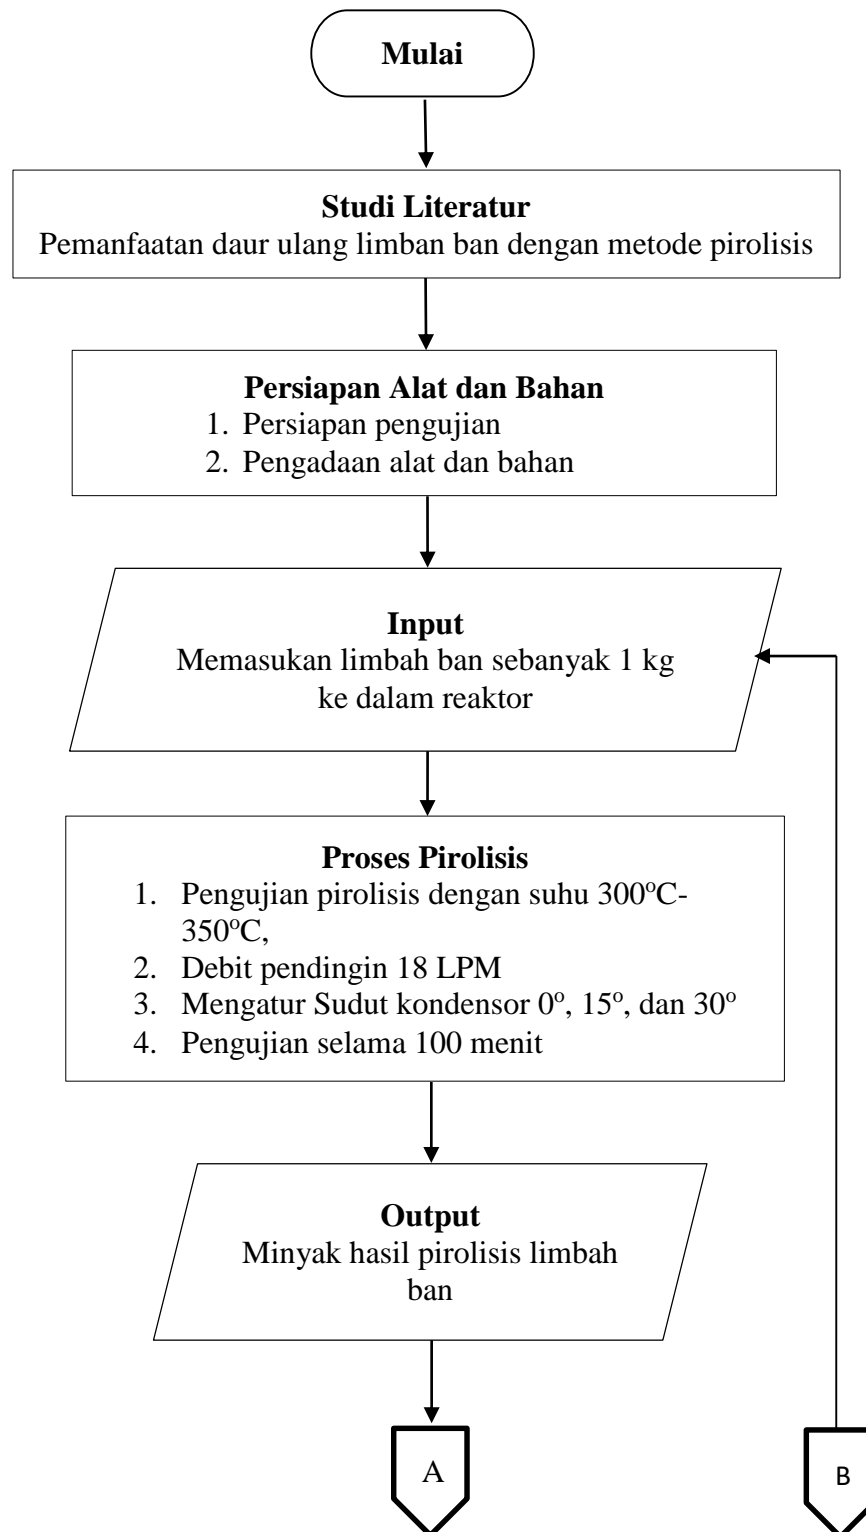 Mulai
Studi Literatur
Pemanfaatan daur ulang limban ban dengan metode pirolisis
Persiapan Alat dan Bahan
1. Persiapan pengujian
2. Pengadaan alat dan bahan
Input
Memasukan limbah ban sebanyak 1 kg
ke dalam reaktor
Proses Pirolisis
1. Pengujian pirolisis dengan suhu 300ºC-
350ºC,
2. Debit pendingin 18 LPM
3. Mengatur Sudut kondensor 0º, 15º, dan 30º
4. Pengujian selama 100 menit
Output
Minyak hasil pirolisis limbah
ban
A
B